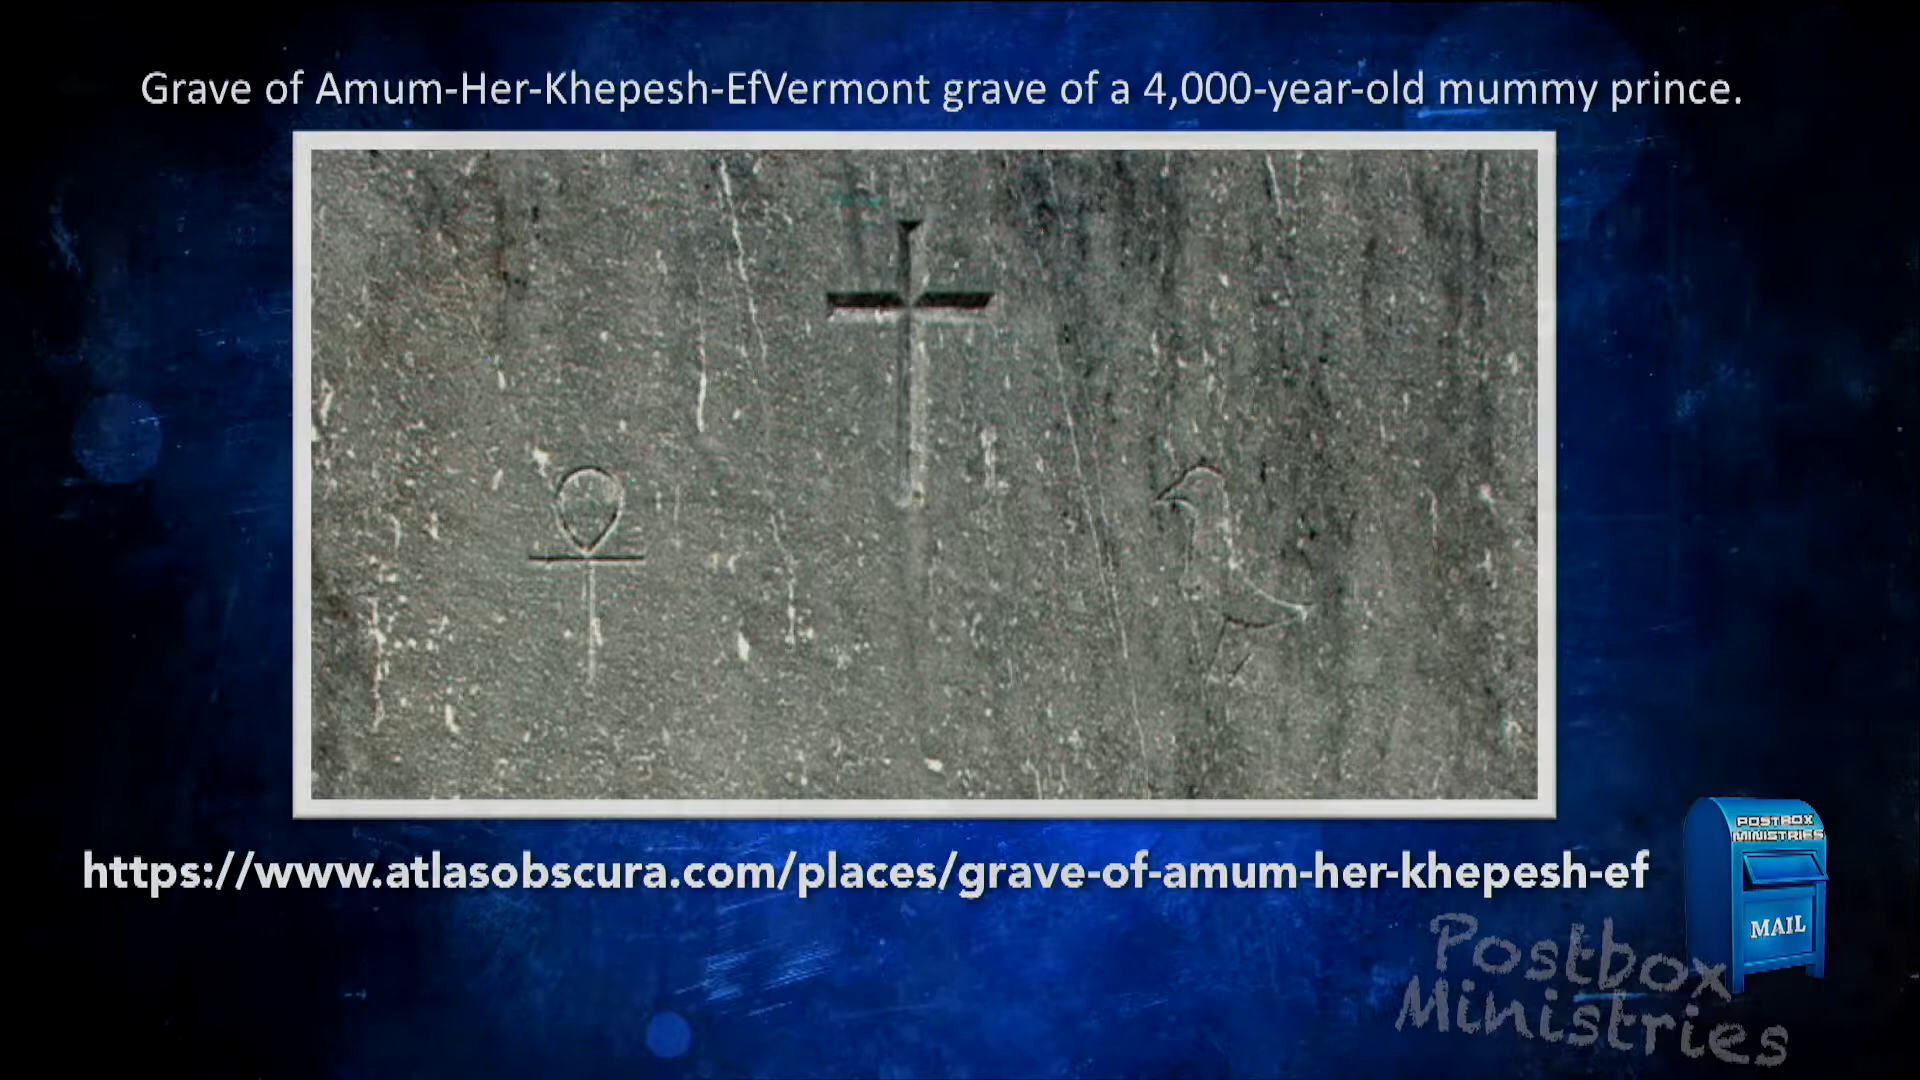 Grave of Amum-Her-Khepesh-EfVermont grave of a 4,000-year-old mummy prince.
https://www.atlasobscura.com/places/grave-of-amum-her-khepesh-ef
POSTBOX
MINISTRIES
MAIL
Postbox
Ministries